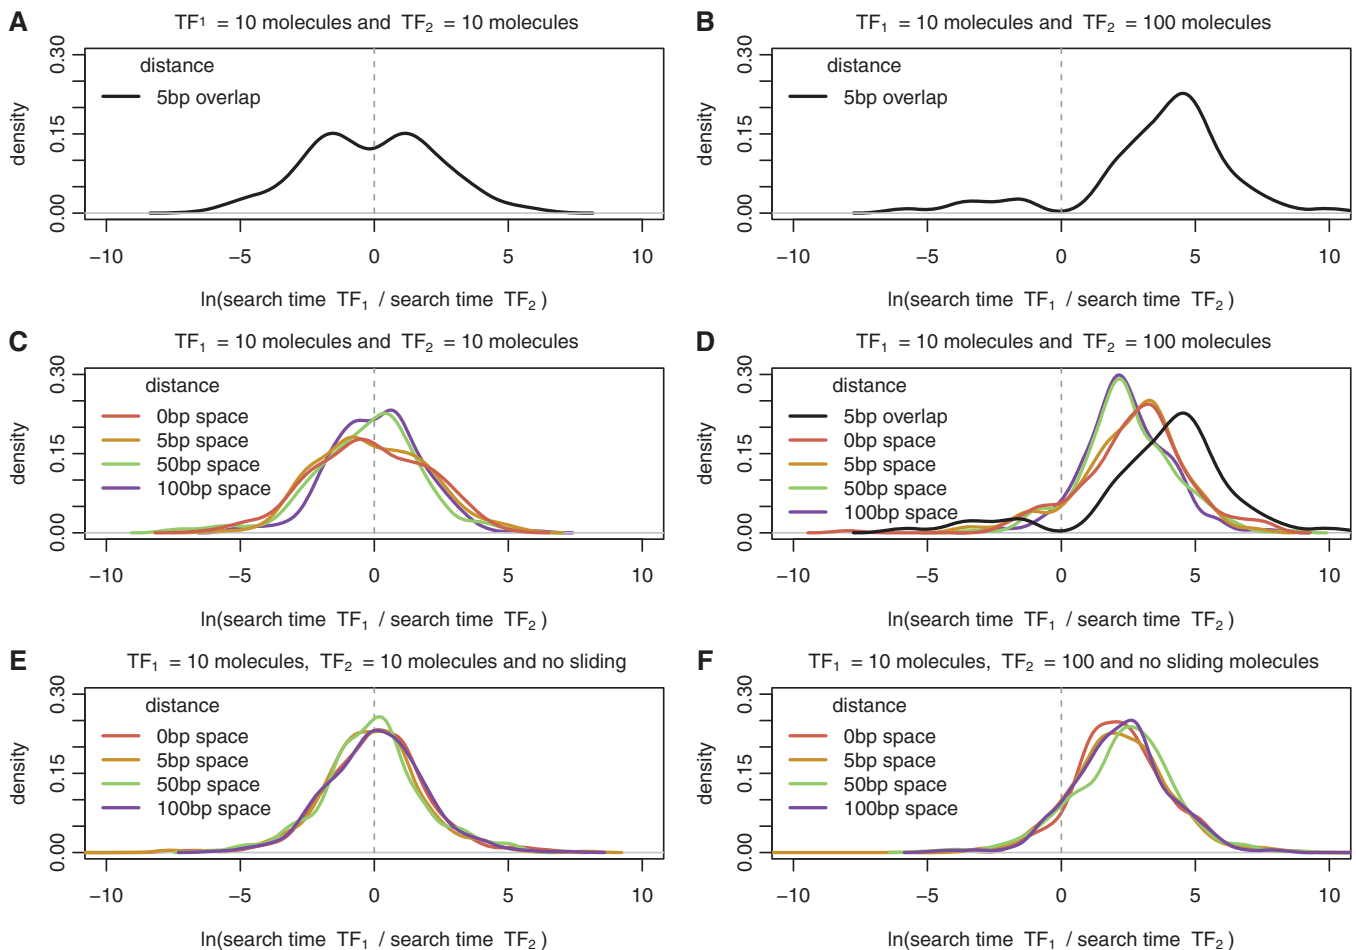 A TF1 = 10 molecules and TF2 = 10 molecules
0.30
0.15
0.00
density
distance
5bp overlap
−10 −5 0 5 10
ln(search time TF1 / search time TF2 )
B TF1 = 10 molecules and TF2 = 100 molecules
0.30
0.15
0.00
density
distance
5bp overlap
−10 −5 0 5 10
ln(search time TF1 / search time TF2 )
C TF1 = 10 molecules and TF2 = 10 molecules
0.30
0.15
0.00
density
distance
0bp space
5bp space
50bp space
100bp space
−10 −5 0 5 10
ln(search time TF1 / search time TF2 )
D TF1 = 10 molecules and TF2 = 100 molecules
0.30
0.15
0.00
density
distance
5bp overlap
0bp space
5bp space
50bp space
100bp space
−10 −5 0 5 10
ln(search time TF1 / search time TF2 )
E TF1 = 10 molecules, TF2 = 10 molecules and no sliding
0.30
0.15
0.00
density
distance
0bp space
5bp space
50bp space
100bp space
−10 −5 0 5 10
ln(search time TF1 / search time TF2 )
F TF1 = 10 molecules, TF2 = 100 and no sliding molecules
0.30
0.15
0.00
density
distance
0bp space
5bp space
50bp space
100bp space
−10 −5 0 5 10
ln(search time TF1 / search time TF2 )